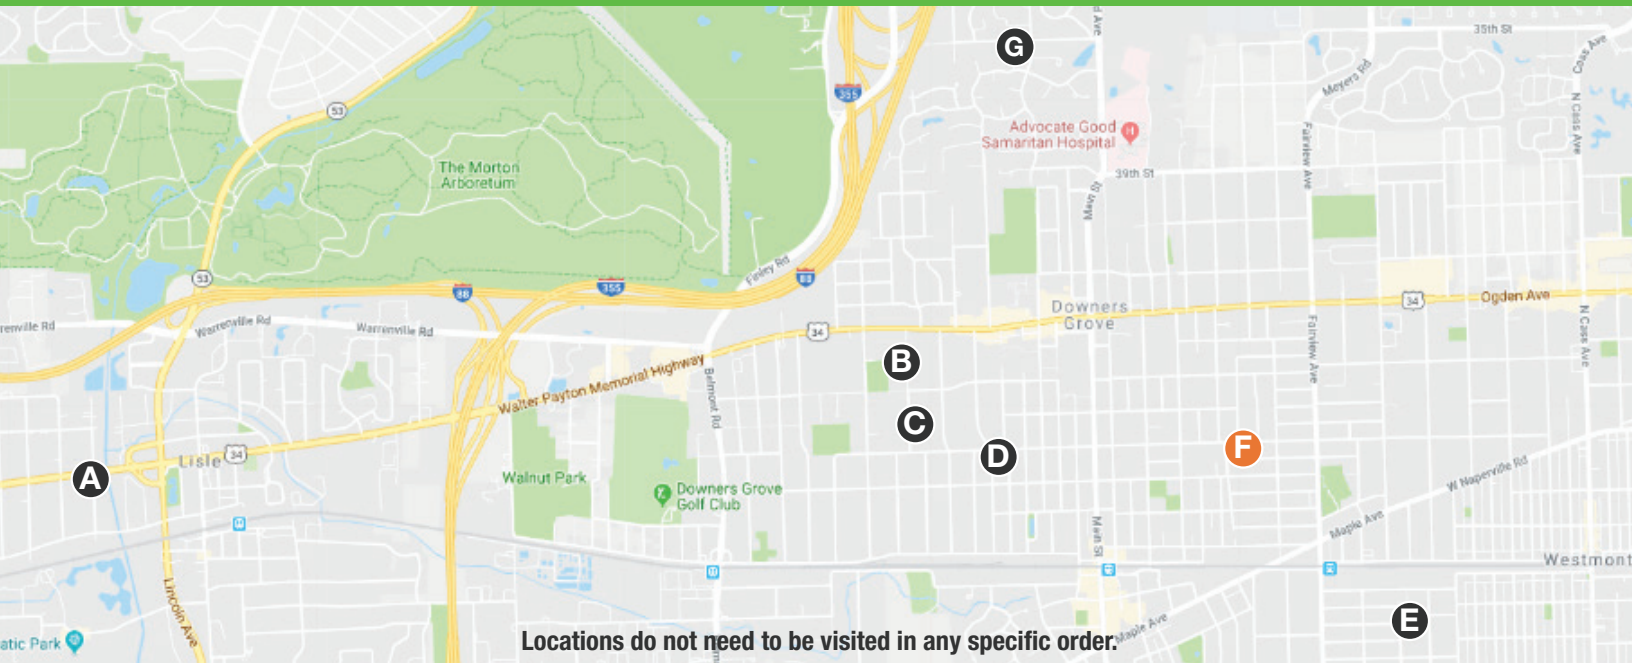 35th St
G
d Ave
Cass Ave
Meyers Rd
355
N Cass Ave
53
Advocate Good
Samaritan Hospital
H
Fairview Ave
39th St
The Morton
Arboretum
Main St
Finley Rd
53
88
355
88
34
Ogden Ave
Downers
Grove
renville Rd
Warrenville Rd
Warrenville Rd
34
N Cass Ave
Fairview Ave
B
Walter Payton Memorial Highway
Belmont Rd
C
F
D
34
Lisle
A
W Naperville Rd
Walnut Park
Downers Grove
Golf Club
Maple Ave
Main St
Westmont
Lincoln Ave
E
Maple Ave
atic Park
Locations do not need to be visited in any specific order.